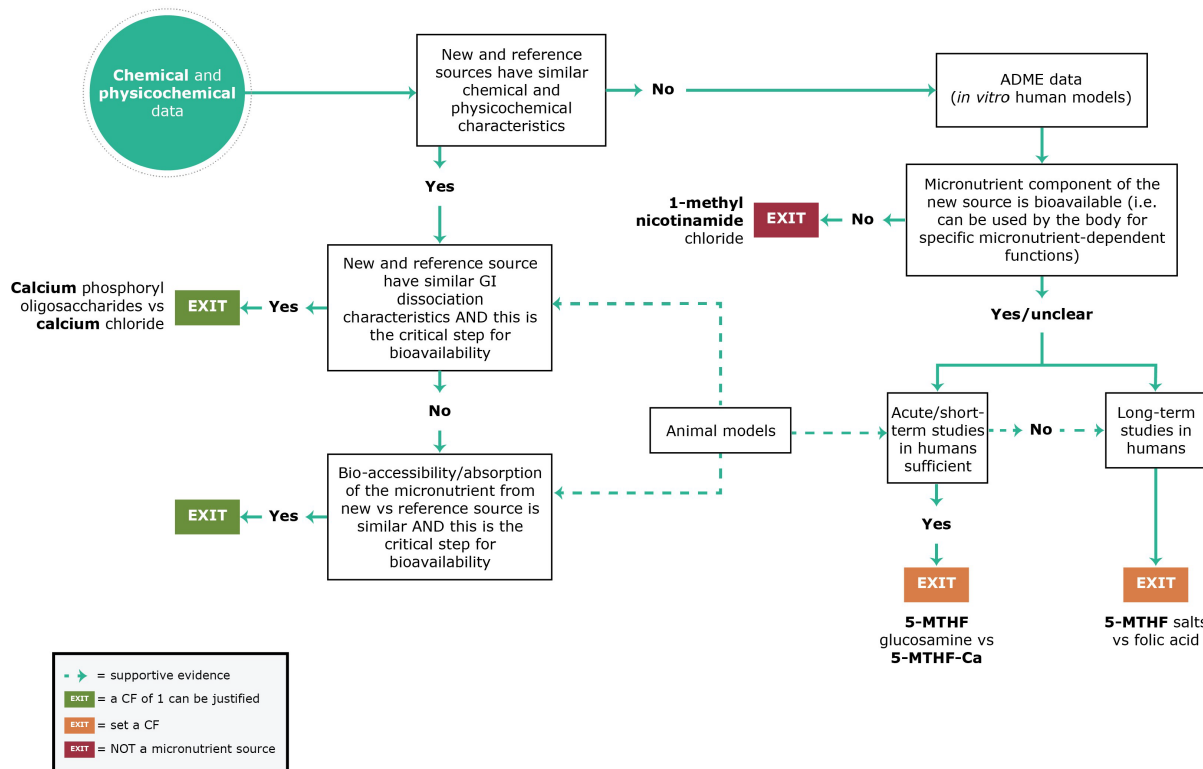 Chemical and
physicochemical
data
New and reference
sources have similar
chemical and
physicochemical
characteristics
No
ADME data
(in vitro human models)
Yes
Micronutrient component of the
new source is bioavailable (i.e.
can be used by the body for
specific micronutrient-dependent
functions)
No
EXIT
1-methyl
nicotinamide
chloride
New and reference source
have similar GI
dissociation
characteristics AND this is
the critical step for
bioavailability
Yes
EXIT
Calcium phosphoryl
oligosaccharides vs
calcium chloride
Yes/unclear
No
Animal models
Acute/short-
term studies
in humans
sufficient
No
Long-term
studies in
humans
Bio-accessibility/absorption
of the micronutrient from
new vs reference source is
similar AND this is the
critical step for
bioavailability
Yes
EXIT
Yes
EXIT
5-MTHF
glucosamine vs
5-MTHF-Ca
EXIT
5-MTHF salts
vs folic acid
= supportive evidence
EXIT = a CF of 1 can be justified
EXIT = set a CF
EXIT = NOT a micronutrient source